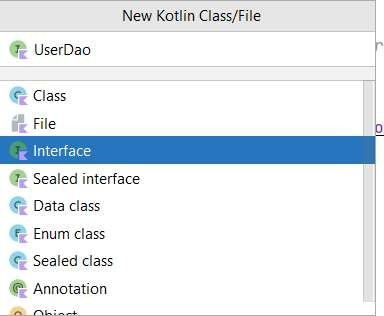 New Kotlin Class/File
UserDao
Class
File
Interface
Sealed interface
Data class
Enum class
Sealed class
Annotation
Object